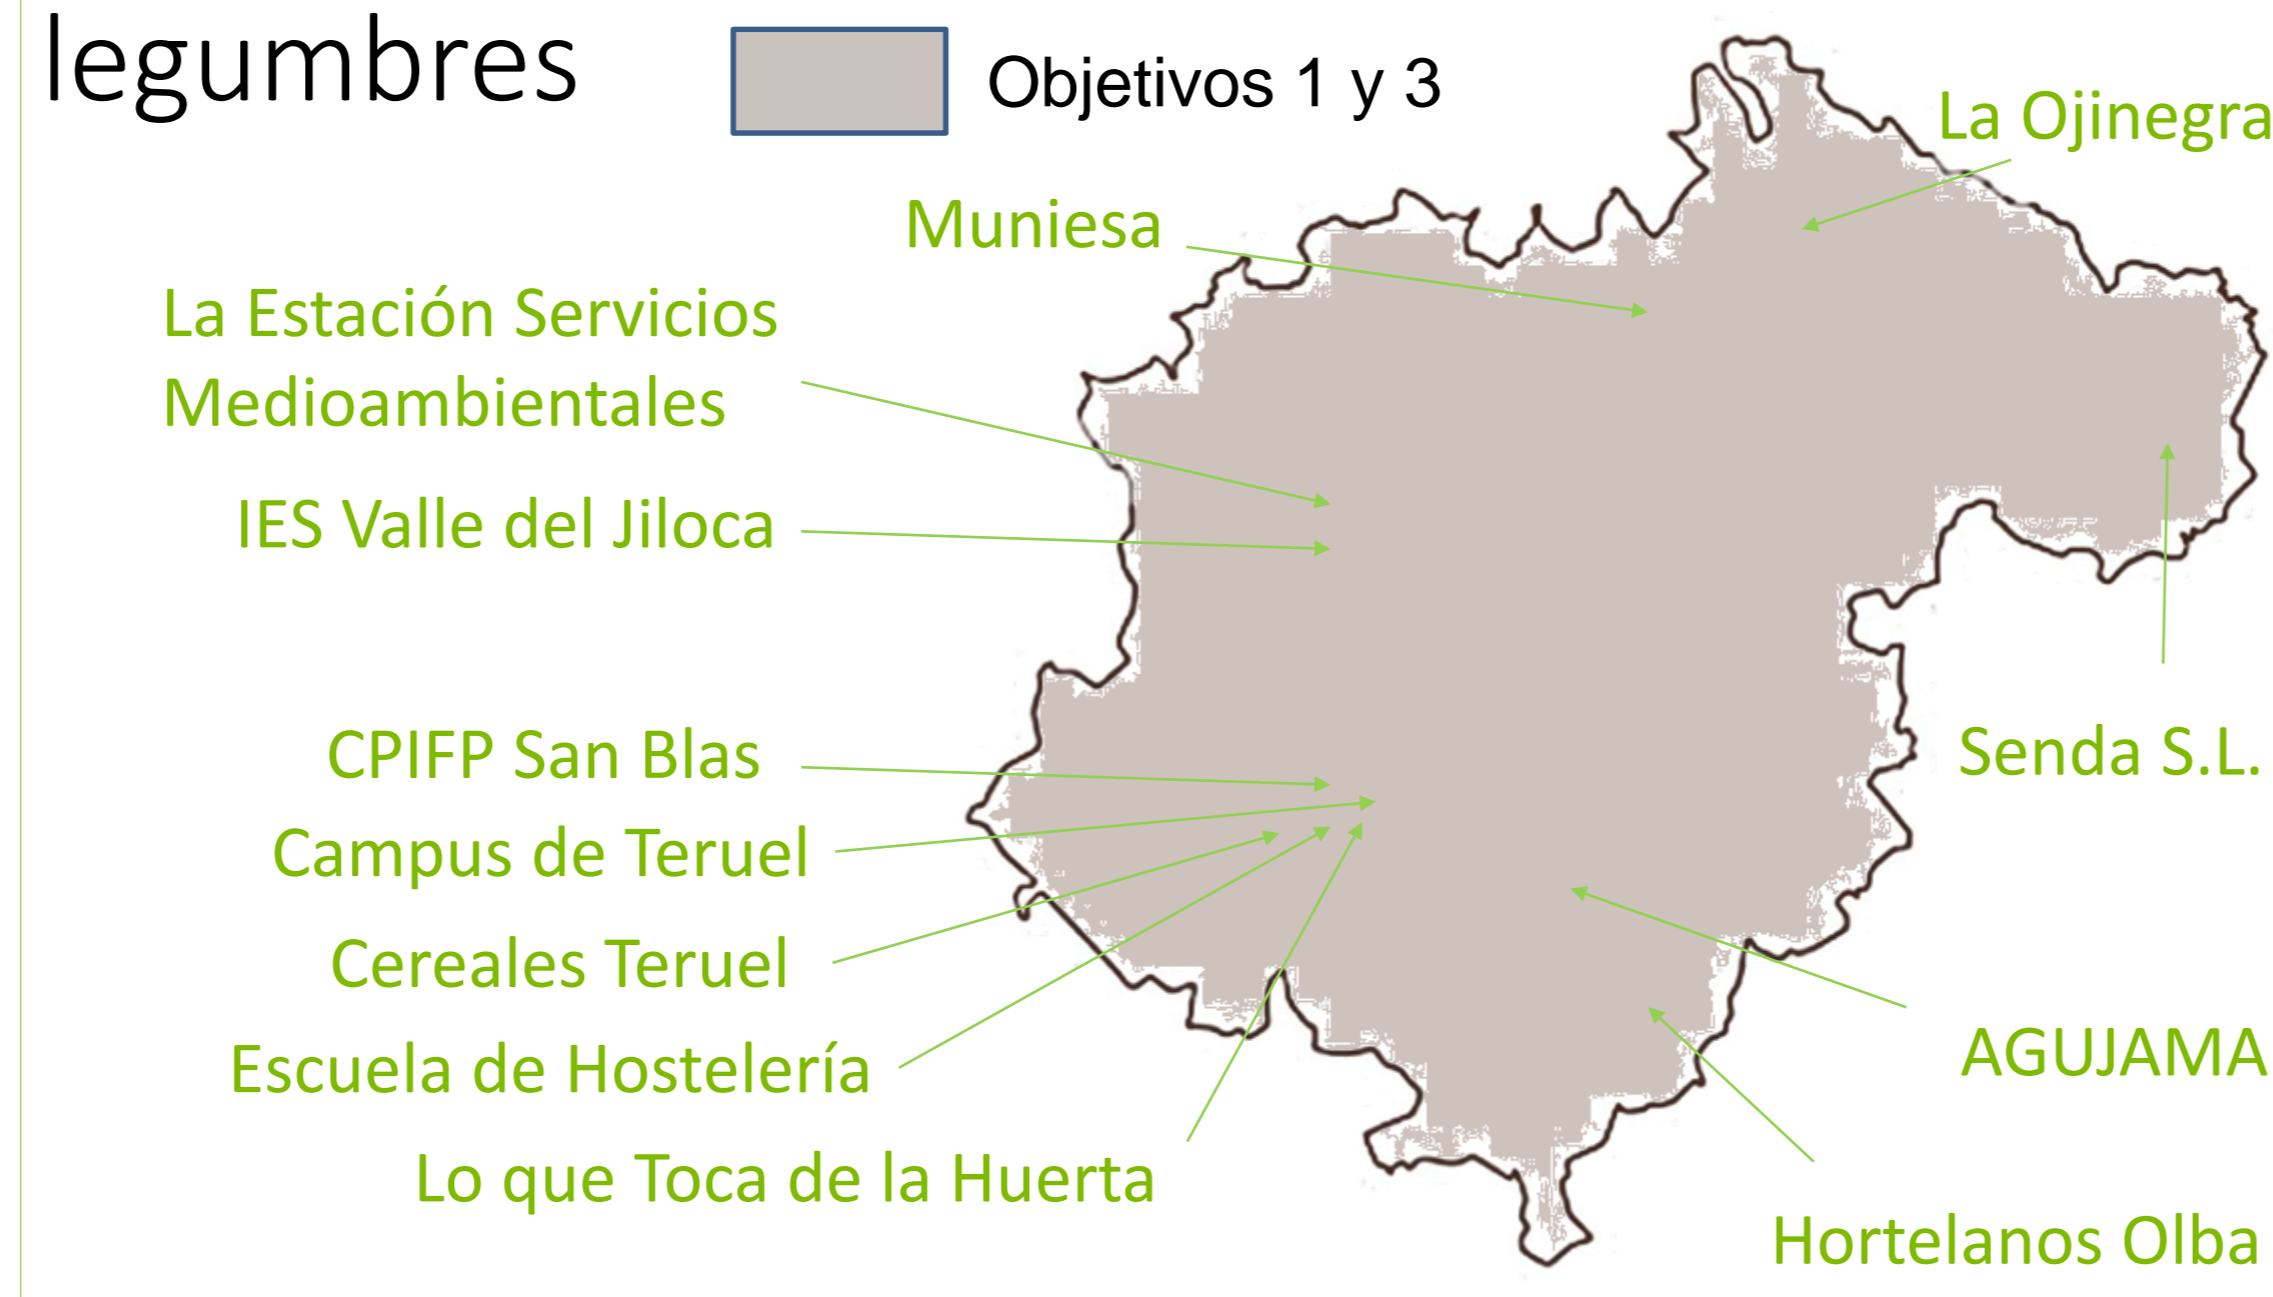 legumbres
Objetivos 1 y 3
La Ojinegra
Muniesa
La Estación Servicios
Medioambientales
IES Valle del Jiloca
CPIFP San Blas
Senda S.L.
Campus de Teruel
Cereales Teruel
Escuela de Hostelería
AGUJAMA
Lo que Toca de la Huerta
Hortelanos Olba